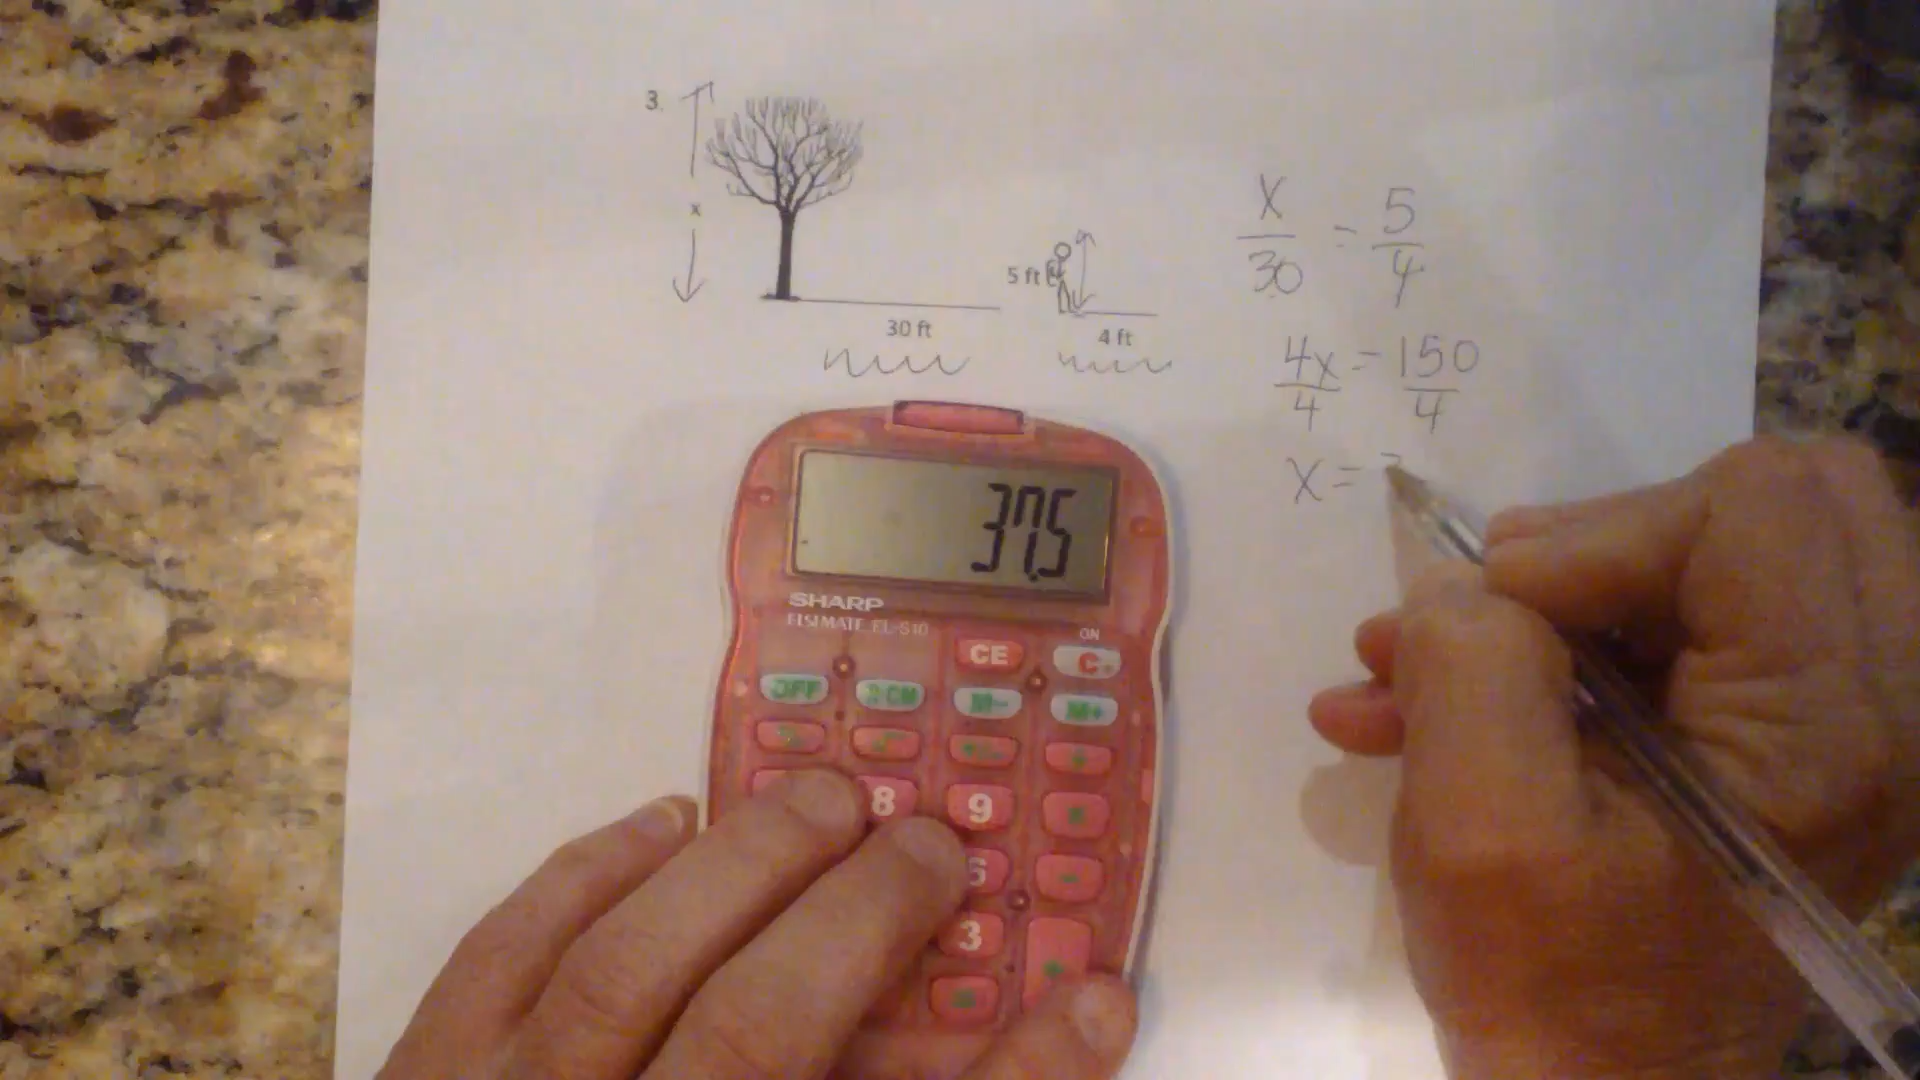 3.
x
5 ft
30 ft
4 ft
x/30 = 5/4
4x/4 = 150/4
x =
37.5
SHARP
ELSIMATE EL-510
ON
CE
C
OFF
M-
M+
8
9
6
3